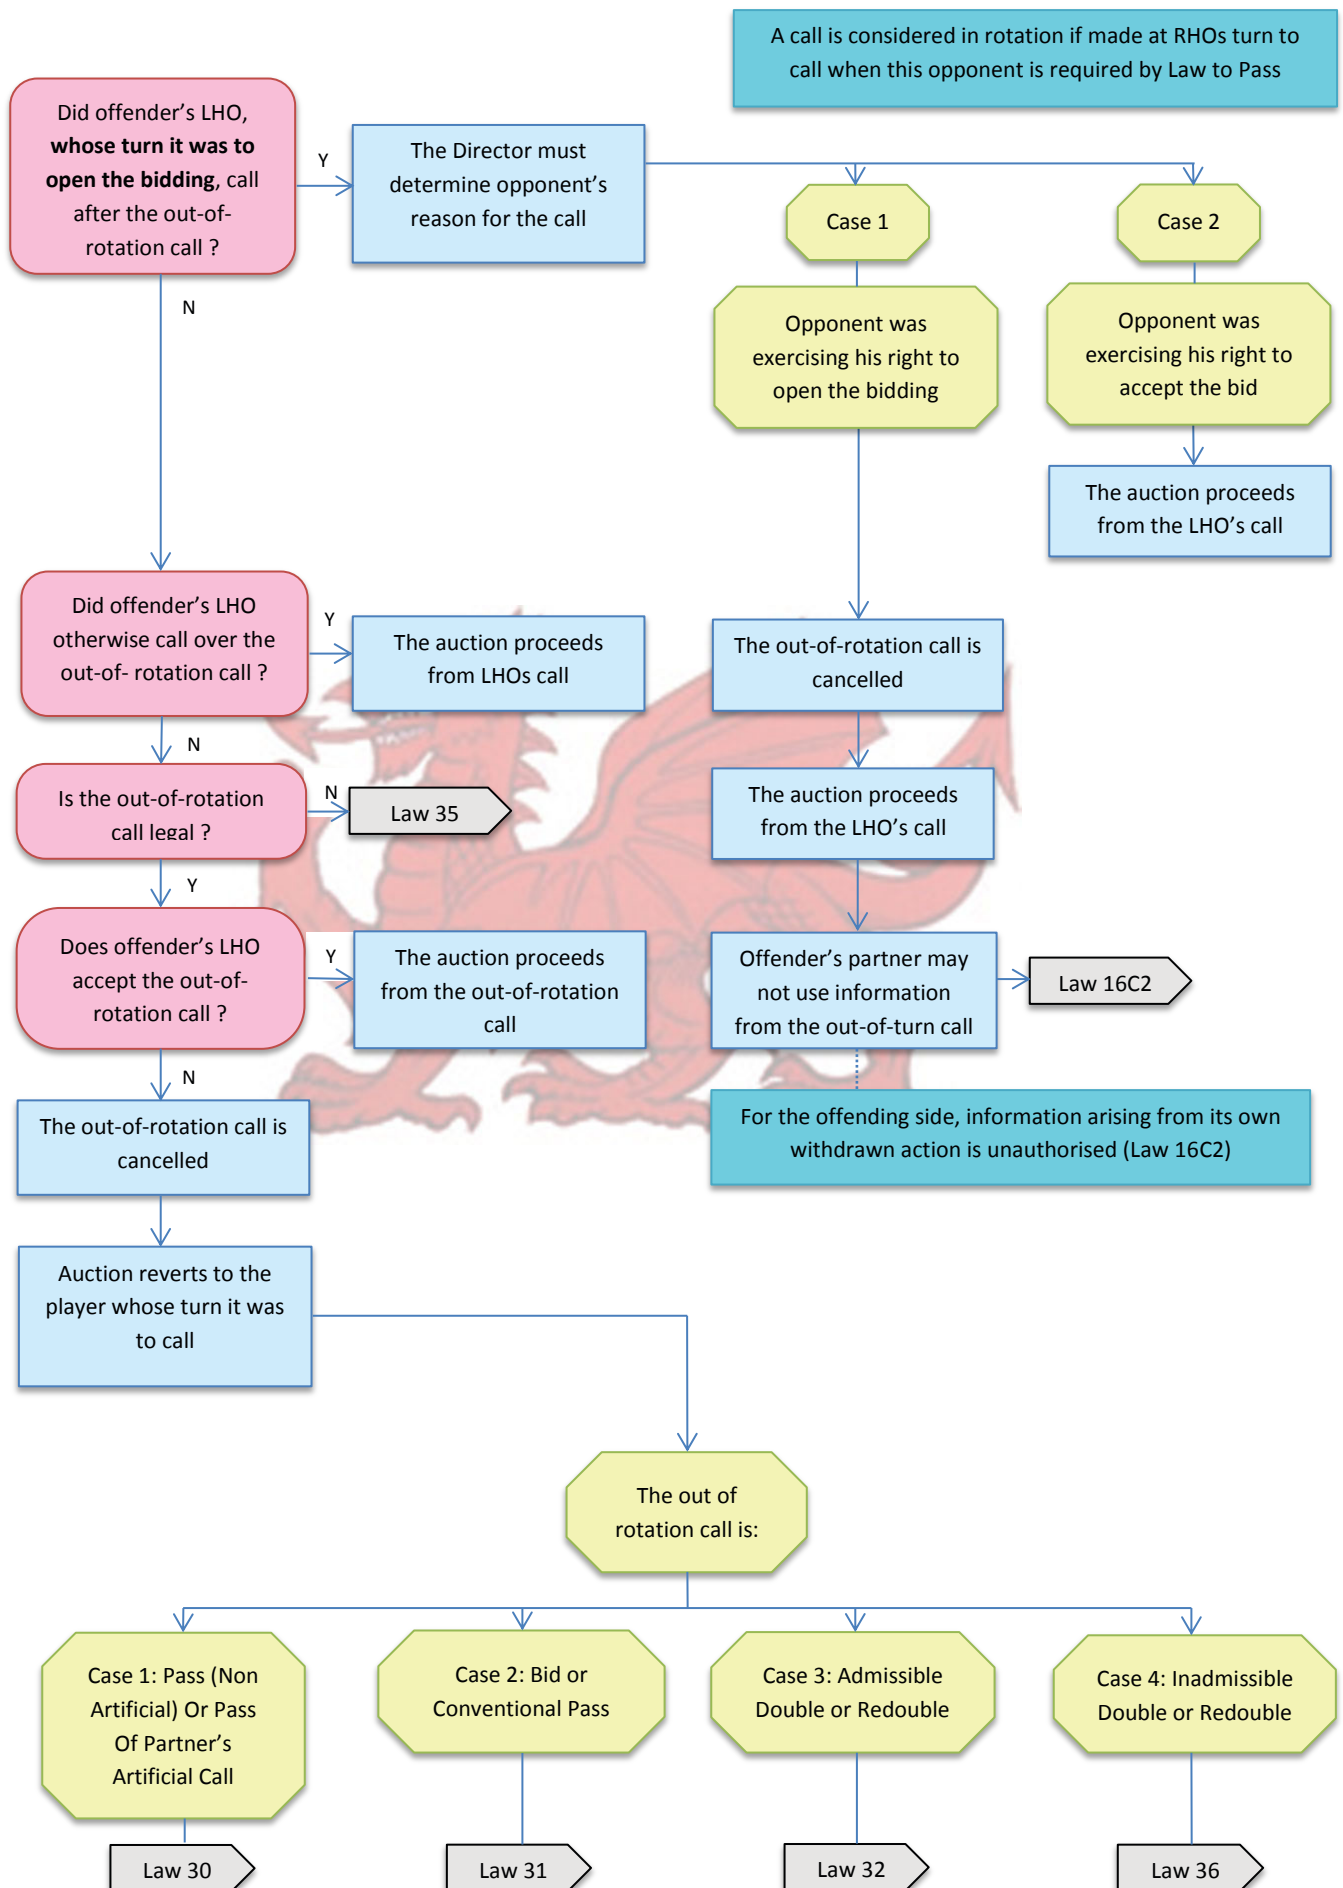 A call is considered in rotation if made at RHOs turn to
call when this opponent is required by Law to Pass
Did offender's LHO,
whose turn it was to
open the bidding, call
after the out-of-
rotation call ?
Y
The Director must
determine opponent's
reason for the call
Case 1
Case 2
N
Opponent was
exercising his right to
open the bidding
Opponent was
exercising his right to
accept the bid
The auction proceeds
from the LHO's call
Did offender's LHO
otherwise call over the
out-of- rotation call ?
Y
The auction proceeds
from LHOs call
The out-of-rotation call is
cancelled
N
Is the out-of-rotation
call legal ?
N
Law 35
The auction proceeds
from the LHO's call
Y
Does offender's LHO
accept the out-of-
rotation call ?
Y
The auction proceeds
from the out-of-rotation
call
Offender's partner may
not use information
from the out-of-turn call
Law 16C2
N
The out-of-rotation call is
cancelled
For the offending side, information arising from its own
withdrawn action is unauthorised (Law 16C2)
Auction reverts to the
player whose turn it was
to call
The out of
rotation call is:
Case 1: Pass (Non
Artificial) Or Pass
Of Partner's
Artificial Call
Case 2: Bid or
Conventional Pass
Case 3: Admissible
Double or Redouble
Case 4: Inadmissible
Double or Redouble
Law 30
Law 31
Law 32
Law 36